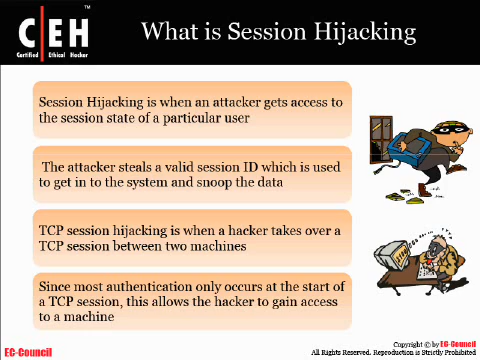 C|EH
TM
Certified Ethical Hacker
What is Session Hijacking
Session Hijacking is when an attacker gets access to
the session state of a particular user
The attacker steals a valid session ID which is used
to get in to the system and snoop the data
TCP session hijacking is when a hacker takes over a
TCP session between two machines
Since most authentication only occurs at the start of
a TCP session, this allows the hacker to gain access
to a machine
EC-Council
Copyright © by EC-Council
All Rights Reserved. Reproduction is Strictly Prohibited